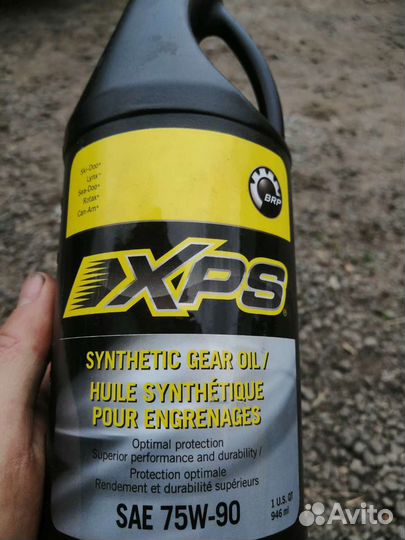 Ski-Doo®
Lynx™
Sea-Doo®
Rotax®
Can-Am®
BRP
XPS®
SYNTHETIC GEAR OIL/
HUILE SYNTHÉTIQUE
POUR ENGRENAGES
Optimal protection
Superior performance and durability/
Protection optimale
Rendement et durabilité supérieurs
SAE 75W-90
1 U.S. QT
946 ml
Avito